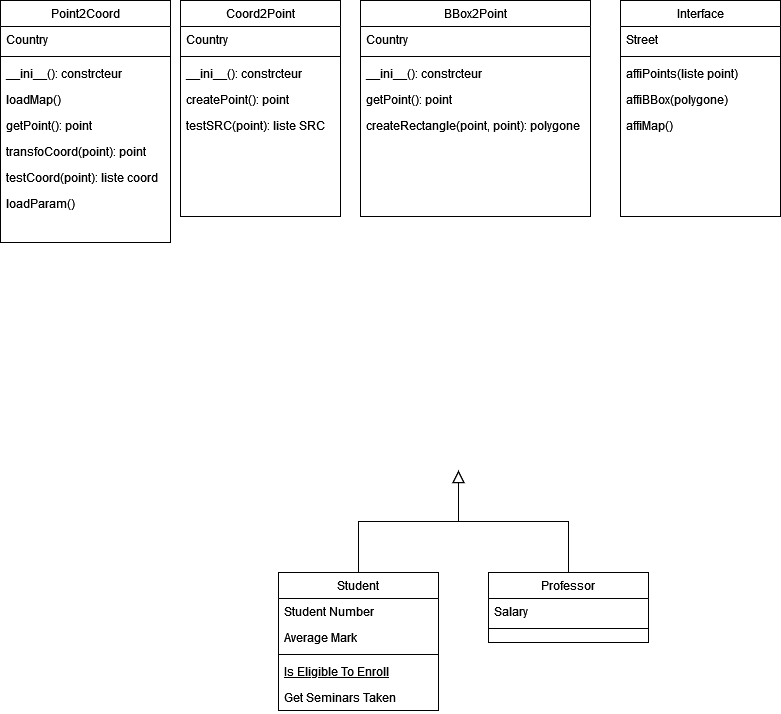 Point2Coord
Country
__ini__(): constrcteur
loadMap()
getPoint(): point
transfoCoord(point): point
testCoord(point): liste coord
loadParam()
Coord2Point
Country
__ini__(): constrcteur
createPoint(): point
testSRC(point): liste SRC
BBox2Point
Country
__ini__(): constrcteur
getPoint(): point
createRectangle(point, point): polygone
Interface
Street
affiPoints(liste point)
affiBBox(polygone)
affiMap()
Student
Student Number
Average Mark
Is Eligible To Enroll
Get Seminars Taken
Professor
Salary